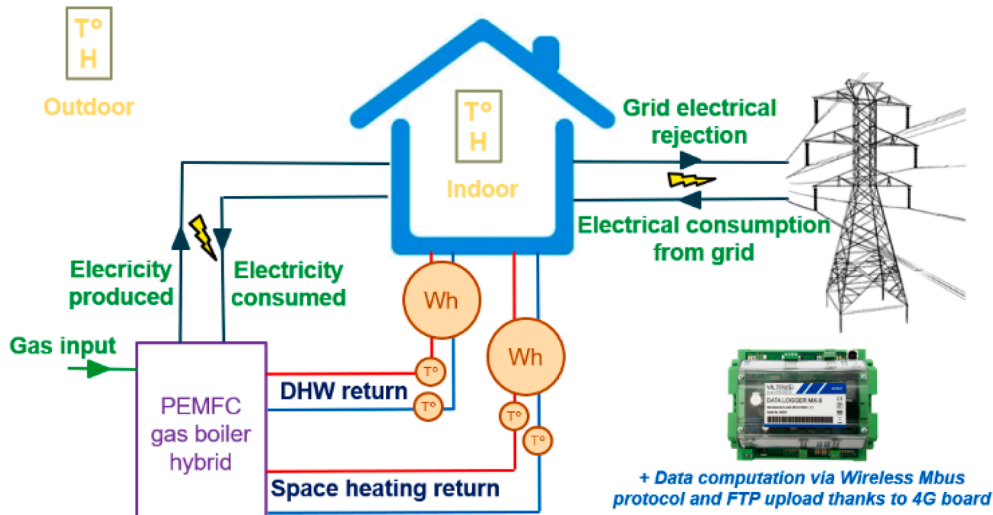 T°
H
Outdoor
T°
H
Indoor
Grid electrical
rejection
Electrical consumption
from grid
Elecricity
produced
Electricity
consumed
Gas input
Wh
Wh
T°
DHW return
T°
T°
T°
PEMFC
gas boiler
hybrid
Space heating return
DATA LOGGER MX-9
+ Data computation via Wireless Mbus
protocol and FTP upload thanks to 4G board